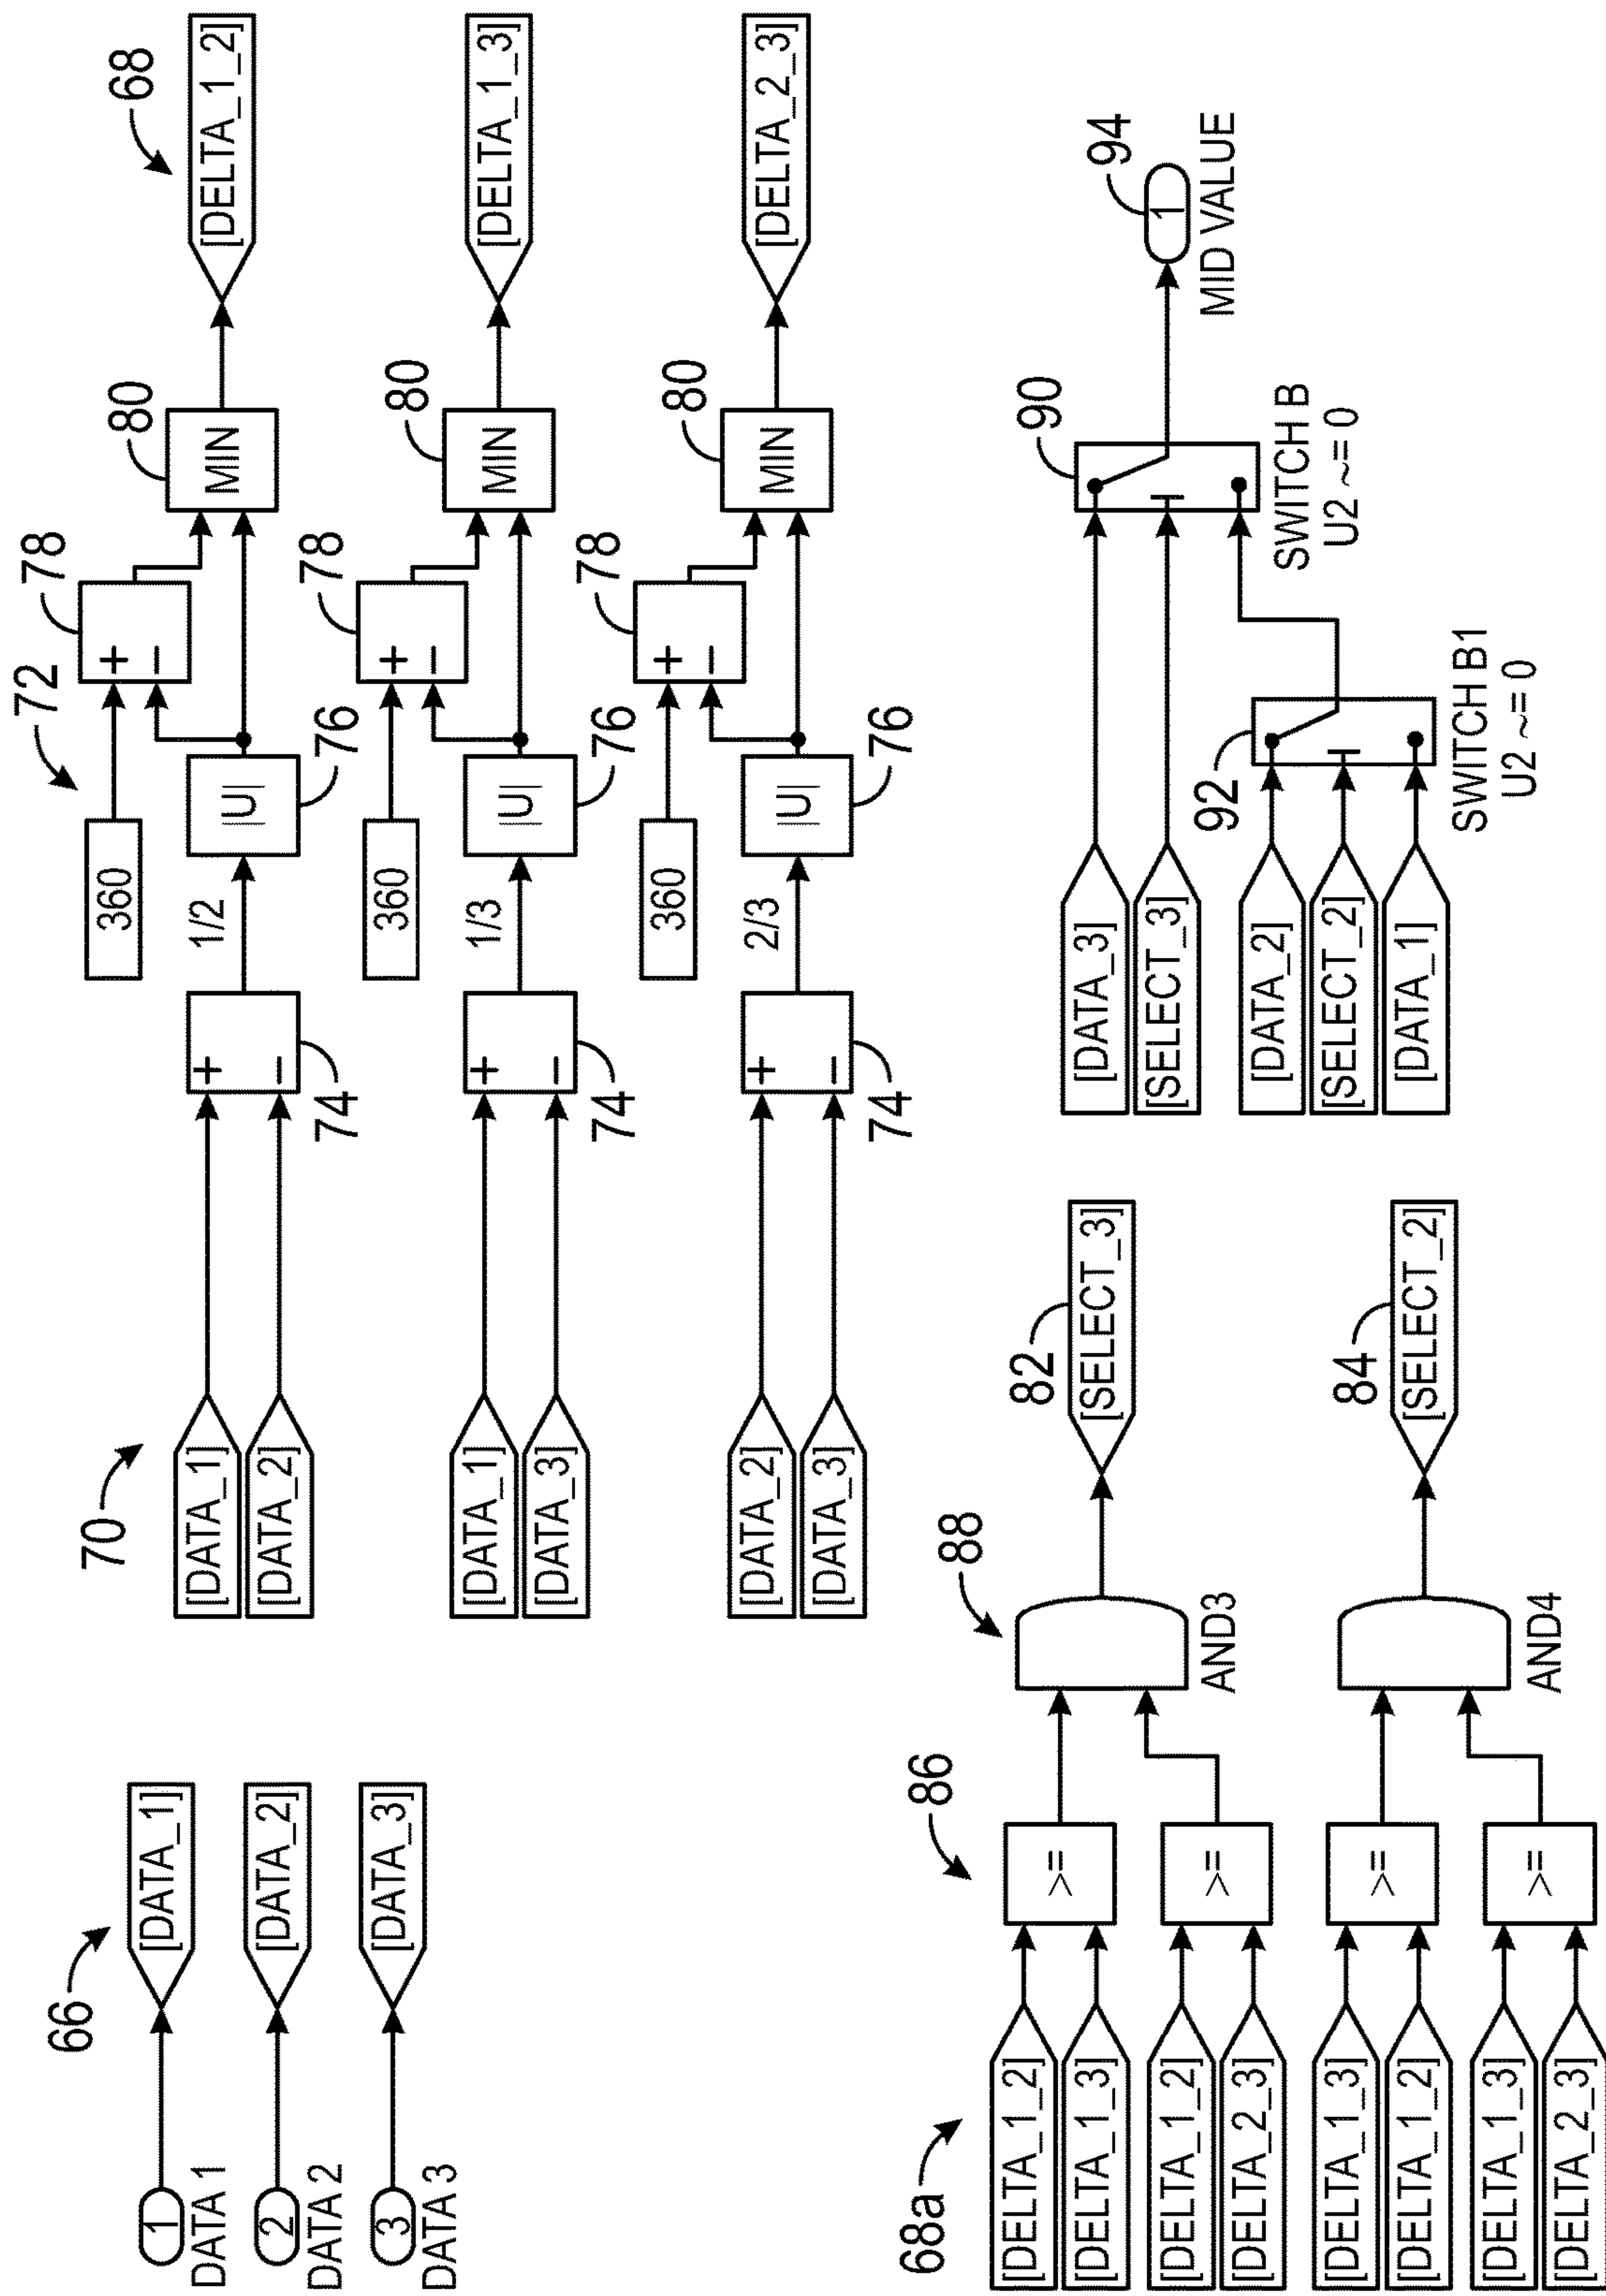 66
1
DATA 1
[DATA_1]
2
DATA 2
[DATA_2]
3
DATA 3
[DATA_3]
70
72
68
[DATA_1]
[DATA_2]
+
−
74
1/2
360
|U|
76
+
−
78
MIN
80
[DELTA_1_2]
[DATA_1]
[DATA_3]
+
−
74
1/3
360
|U|
76
+
−
78
MIN
80
[DELTA_1_3]
[DATA_2]
[DATA_3]
+
−
74
2/3
360
|U|
76
+
−
78
MIN
80
[DELTA_2_3]
68a
86
88
[DELTA_1_2]
[DELTA_1_3]
>=
[DELTA_1_2]
[DELTA_2_3]
>=
AND3
82
[SELECT_3]
[DELTA_1_3]
[DELTA_1_2]
>=
[DELTA_1_3]
[DELTA_2_3]
>=
AND4
84
[SELECT_2]
[DATA_3]
[SELECT_3]
[DATA_2]
[SELECT_2]
[DATA_1]
92
SWITCH B1
U2 ~= 0
90
SWITCH B
U2 ~= 0
94
1
MID VALUE